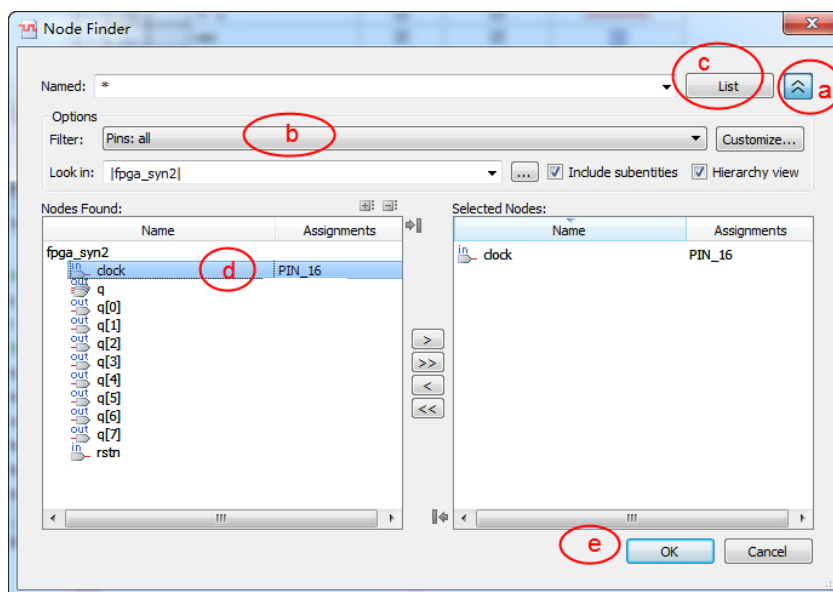 Node Finder
c
Named: * List a
Options
b
Filter: Pins: all Customize...
Look in: |fpga_syn2| ... Include subentities Hierarchy view
Nodes Found: Selected Nodes:
Name Assignments Name Assignments
fpga_syn2 in clock PIN_16
in clock d PIN_16
out q
out q[0]
out q[1]
out q[2]
out q[3]
out q[4]
out q[5]
out q[6]
out q[7]
in rstn
>
>>
<
<<
e OK Cancel